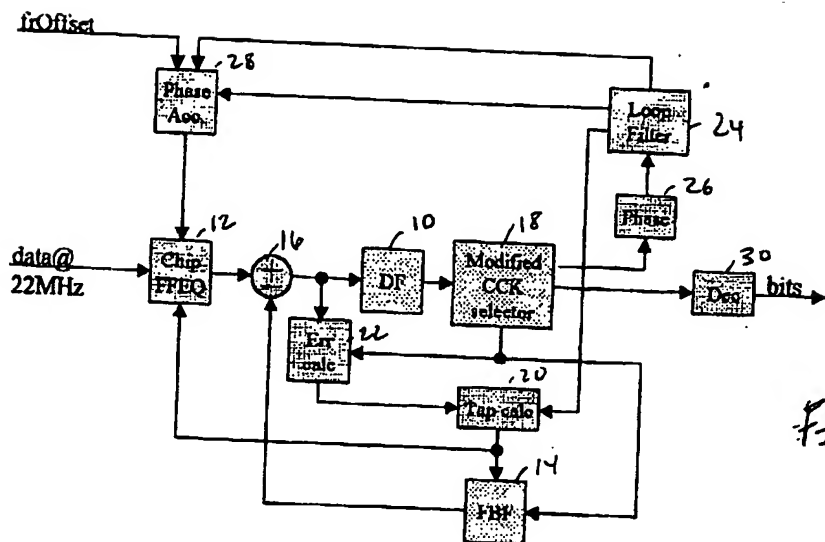 frOffset
28
Phase
Acc
Loop
Filter
24
26
Phase
12
16
10
18
30
data@
22MHz
Chip
FFEQ
+
DF
Modified
CCK
selector
Dec
bits
Err
calc
22
20
Tap calc
14
FBF